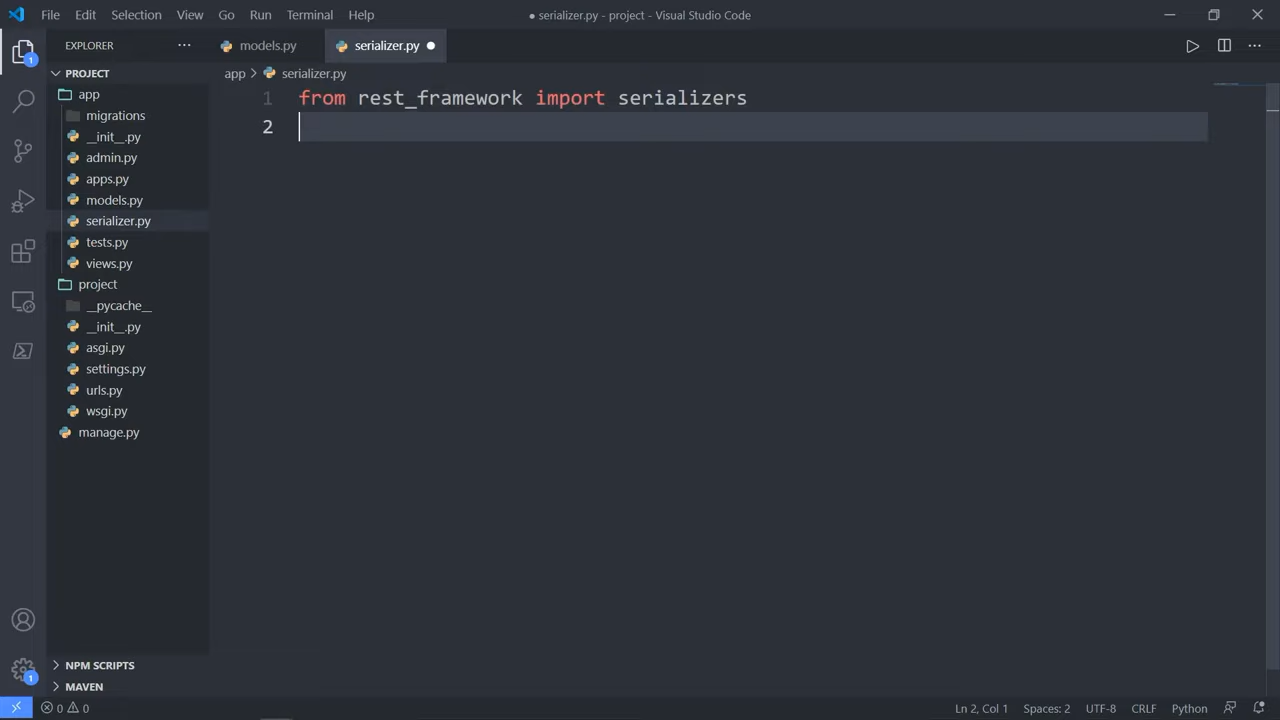 File Edit Selection View Go Run Terminal Help
● serializer.py - project - Visual Studio Code
EXPLORER
models.py
serializer.py
PROJECT
app
migrations
__init__.py
admin.py
apps.py
models.py
serializer.py
tests.py
views.py
project
__pycache__
__init__.py
asgi.py
settings.py
urls.py
wsgi.py
manage.py
NPM SCRIPTS
MAVEN
1
1
app > serializer.py
1 from rest_framework import serializers
2
0 0
Ln 2, Col 1 Spaces: 2 UTF-8 CRLF Python